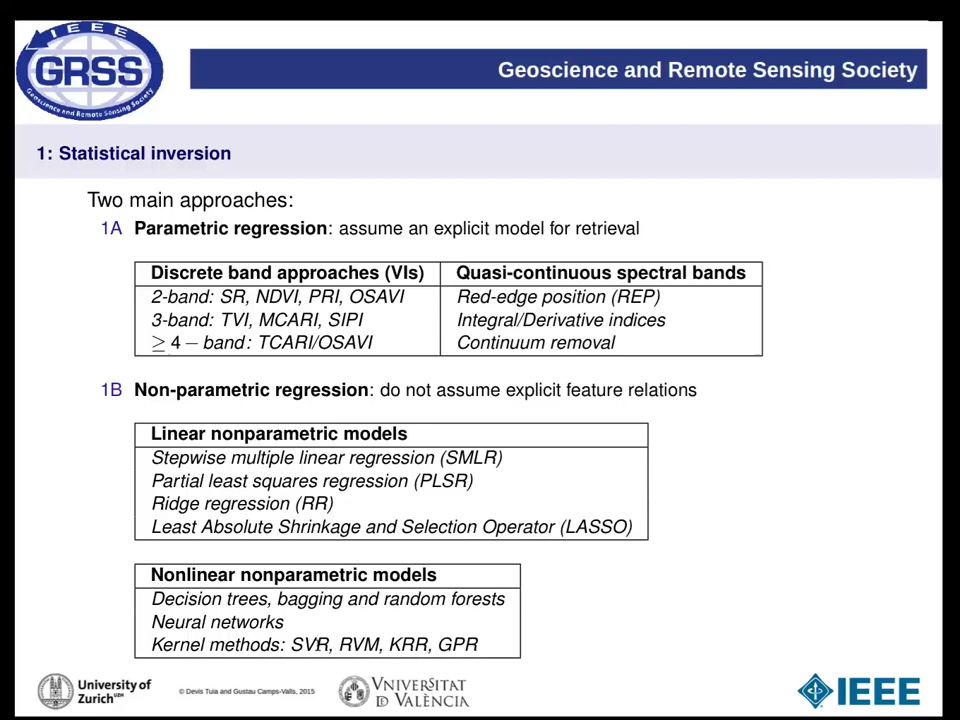 IEEE
GRSS
Geoscience and Remote Sensing Society
Geoscience and Remote Sensing Society
1: Statistical inversion
Two main approaches:
1A Parametric regression: assume an explicit model for retrieval
Discrete band approaches (VIs) Quasi-continuous spectral bands
2-band: SR, NDVI, PRI, OSAVI Red-edge position (REP)
3-band: TVI, MCARI, SIPI Integral/Derivative indices
≥ 4 − band: TCARI/OSAVI Continuum removal
1B Non-parametric regression: do not assume explicit feature relations
Linear nonparametric models
Stepwise multiple linear regression (SMLR)
Partial least squares regression (PLSR)
Ridge regression (RR)
Least Absolute Shrinkage and Selection Operator (LASSO)
Nonlinear nonparametric models
Decision trees, bagging and random forests
Neural networks
Kernel methods: SVR, RVM, KRR, GPR
University of
Zurich UZH
© Devis Tuia and Gustau Camps-Valls, 2015
VNIVERSITAT
ID VALÈNCIA
IEEE